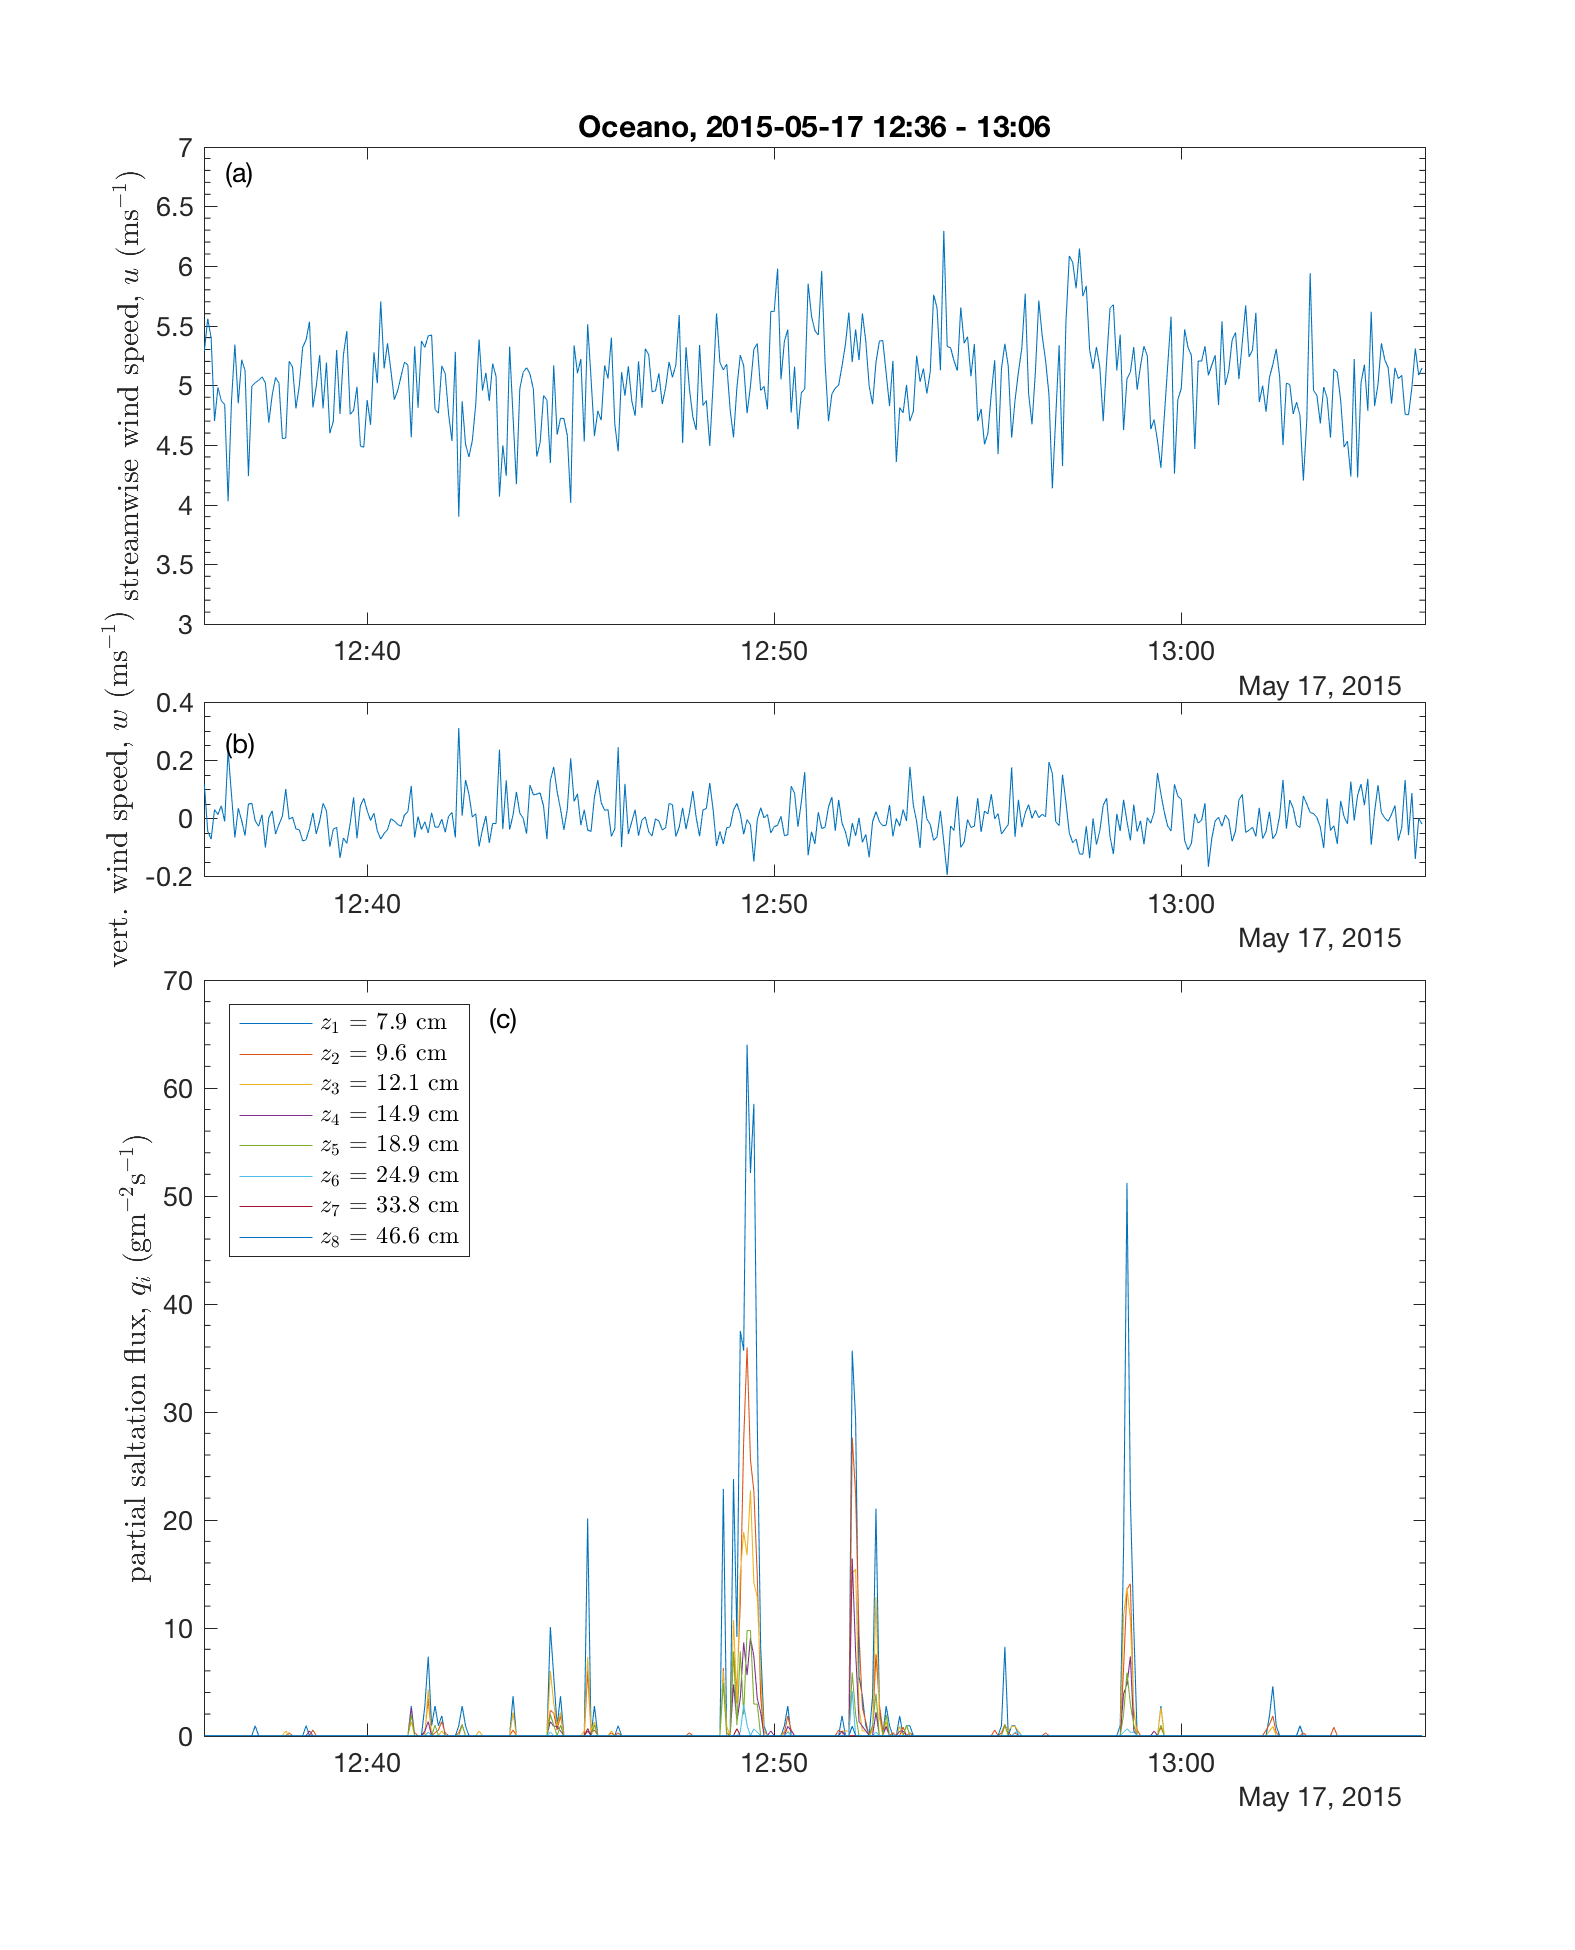 Oceano, 2015-05-17 12:36 - 13:06
(a)
streamwise wind speed, u (ms⁻¹)
7
6.5
6
5.5
5
4.5
4
3.5
3
12:40 12:50 13:00
May 17, 2015
(b)
vert. wind speed, w (ms⁻¹)
0.4
0.2
0
-0.2
12:40 12:50 13:00
May 17, 2015
(c)
partial saltation flux, qᵢ (gm⁻²s⁻¹)
70
60
50
40
30
20
10
0
z₁ = 7.9 cm
z₂ = 9.6 cm
z₃ = 12.1 cm
z₄ = 14.9 cm
z₅ = 18.9 cm
z₆ = 24.9 cm
z₇ = 33.8 cm
z₈ = 46.6 cm
12:40 12:50 13:00
May 17, 2015